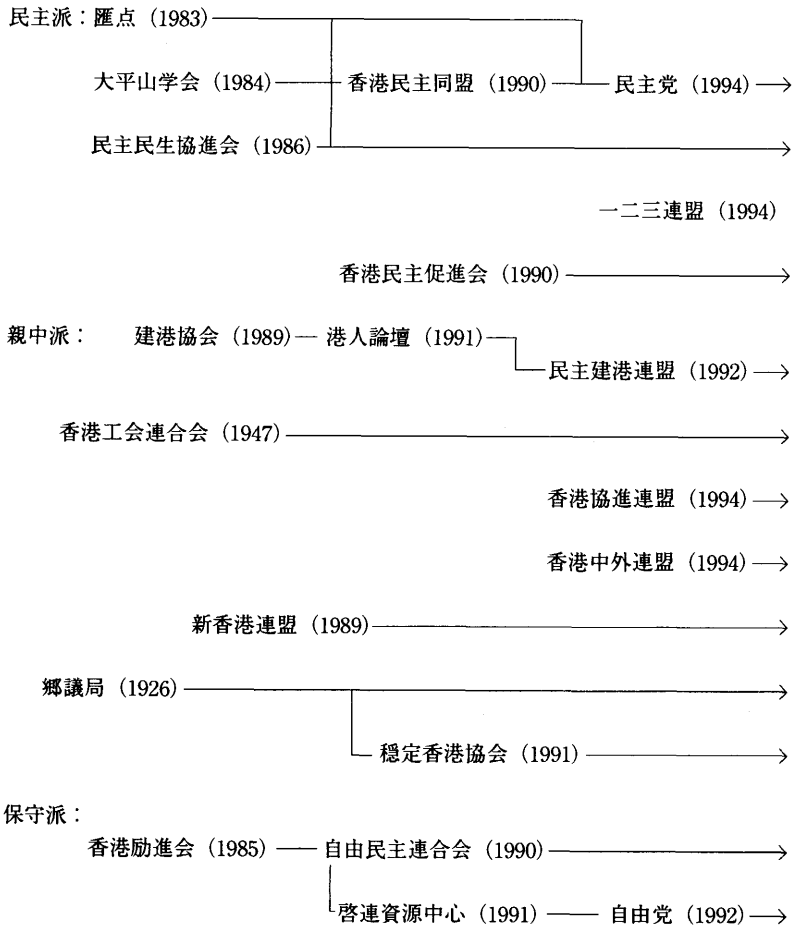 民主派：匯点（1983）
大平山学会（1984） 香港民主同盟（1990） 民主党（1994）
民主民生協進会（1986）
一二三連盟（1994）
香港民主促進会（1990）
親中派： 建港協会（1989） 港人論壇（1991）
民主建港連盟（1992）
香港工会連合会（1947）
香港協進連盟（1994）
香港中外連盟（1994）
新香港連盟（1989）
郷議局（1926）
穏定香港協会（1991）
保守派：
香港励進会（1985） 自由民主連合会（1990）
啓連資源中心（1991） 自由党（1992）